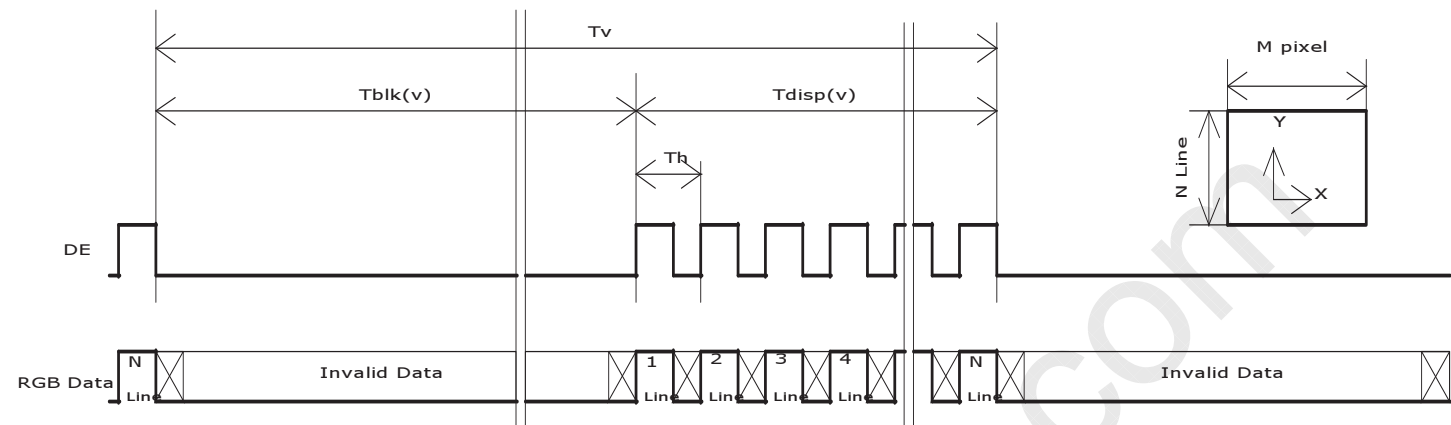 Tv
M pixel
Tblk(v)
Tdisp(v)
Y
N Line
Th
X
DE
N
1
2
3
4
N
RGB Data
Invalid Data
Invalid Data
Line
Line
Line
Line
Line
Line
com